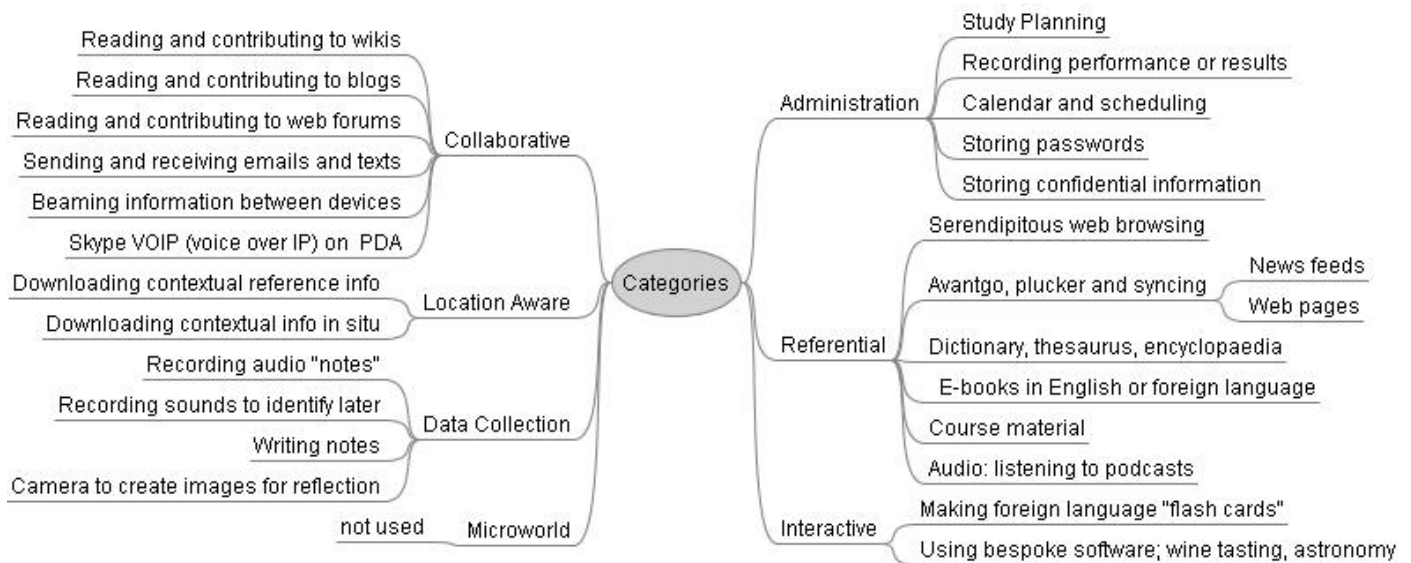 Categories
Collaborative
Reading and contributing to wikis
Reading and contributing to blogs
Reading and contributing to web forums
Sending and receiving emails and texts
Beaming information between devices
Skype VOIP (voice over IP) on PDA
Location Aware
Downloading contextual reference info
Downloading contextual info in situ
Data Collection
Recording audio "notes"
Recording sounds to identify later
Writing notes
Camera to create images for reflection
Microworld
not used
Administration
Study Planning
Recording performance or results
Calendar and scheduling
Storing passwords
Storing confidential information
Referential
Serendipitous web browsing
Avantgo, plucker and syncing
News feeds
Web pages
Dictionary, thesaurus, encyclopaedia
E-books in English or foreign language
Course material
Audio: listening to podcasts
Interactive
Making foreign language "flash cards"
Using bespoke software; wine tasting, astronomy